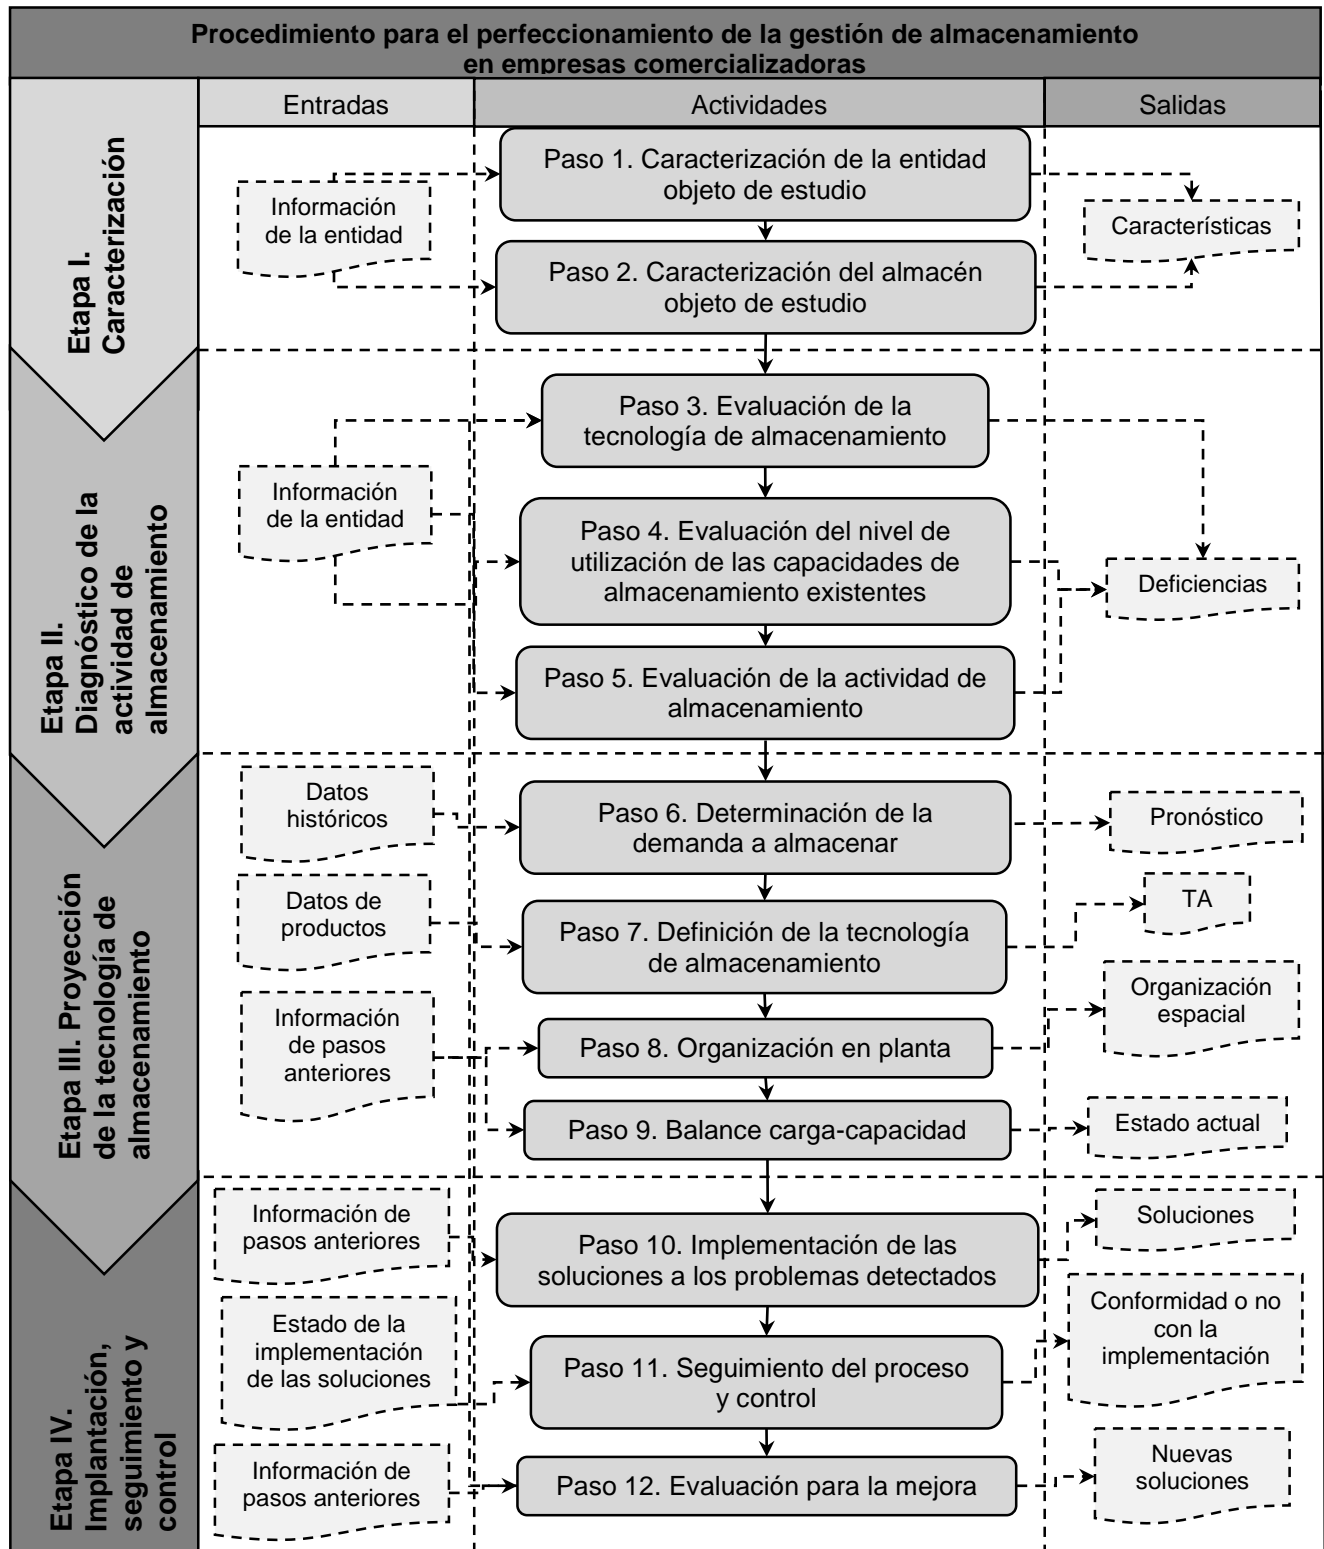 Procedimiento para el perfeccionamiento de la gestión de almacenamiento
en empresas comercializadoras
Entradas
Actividades
Salidas
Etapa I.
Caracterización
Información
de la entidad
Paso 1. Caracterización de la entidad
objeto de estudio
Paso 2. Caracterización del almacén
objeto de estudio
Características
Etapa II.
Diagnóstico de la
actividad de
almacenamiento
Información
de la entidad
Paso 3. Evaluación de la
tecnología de almacenamiento
Paso 4. Evaluación del nivel de
utilización de las capacidades de
almacenamiento existentes
Paso 5. Evaluación de la actividad de
almacenamiento
Deficiencias
Etapa III. Proyección
de la tecnología de
almacenamiento
Datos
históricos
Paso 6. Determinación de la
demanda a almacenar
Pronóstico
Datos de
productos
Paso 7. Definición de la tecnología
de almacenamiento
TA
Información
de pasos
anteriores
Paso 8. Organización en planta
Organización
espacial
Paso 9. Balance carga-capacidad
Estado actual
Etapa IV.
Implantación,
seguimiento y
control
Información de
pasos anteriores
Paso 10. Implementación de las
soluciones a los problemas detectados
Soluciones
Estado de la
implementación
de las soluciones
Paso 11. Seguimiento del proceso
y control
Conformidad o no
con la
implementación
Información de
pasos anteriores
Paso 12. Evaluación para la mejora
Nuevas
soluciones